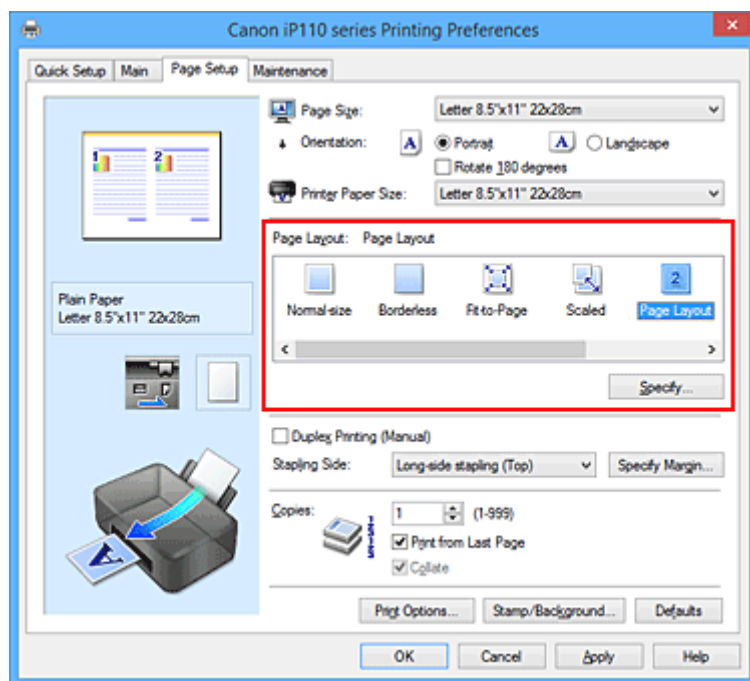 Canon iP110 series Printing Preferences
Quick Setup Main Page Setup Maintenance
Page Size: Letter 8.5"x11" 22x28cm
Orientation: A Portrait A Landscape
Rotate 180 degrees
Printer Paper Size: Letter 8.5"x11" 22x28cm
1 2
Page Layout: Page Layout
2
Normal-size Borderless Fit-to-Page Scaled Page Layout
Plain Paper
Letter 8.5"x11" 22x28cm
Specify...
Duplex Printing (Manual)
Stapling Side: Long-side stapling (Top) Specify Margin...
Copies: 1 (1-999)
Print from Last Page
Collate
A
Print Options... Stamp/Background... Defaults
OK Cancel Apply Help